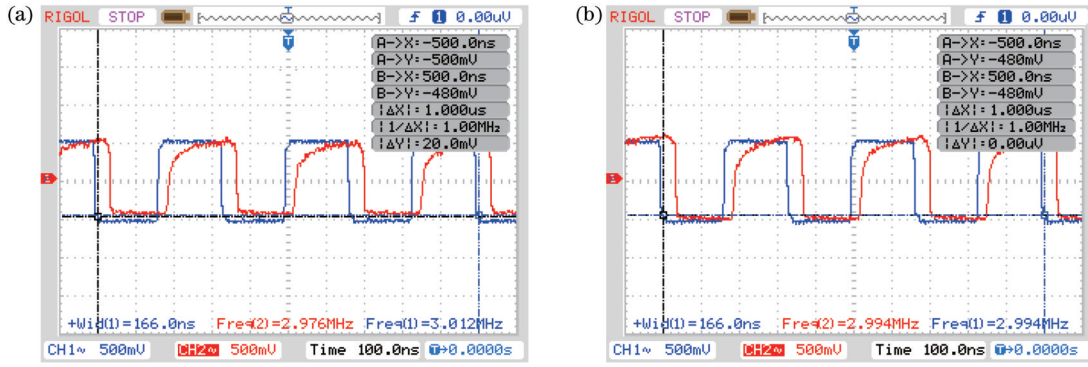 (a)
RIGOL STOP T ƒ 1 0.00uV
T
A->X:-500.0ns
A->Y:-500mV
B->X:500.0ns
B->Y:-480mV
|ΔX|:1.000us
|1/ΔX|:1.00MHz
|ΔY|:20.0mV
+Wid(1)=166.0ns Freq(2)=2.976MHz Freq(1)=3.012MHz
CH1~ 500mV CH2~ 500mV Time 100.0ns T→0.0000s
(b)
RIGOL STOP T ƒ 1 0.00uV
T
A->X:-500.0ns
A->Y:-480mV
B->X:500.0ns
B->Y:-480mV
|ΔX|:1.000us
|1/ΔX|:1.00MHz
|ΔY|:0.00uV
+Wid(1)=166.0ns Freq(2)=2.994MHz Freq(1)=2.994MHz
CH1~ 500mV CH2~ 500mV Time 100.0ns T→0.0000s